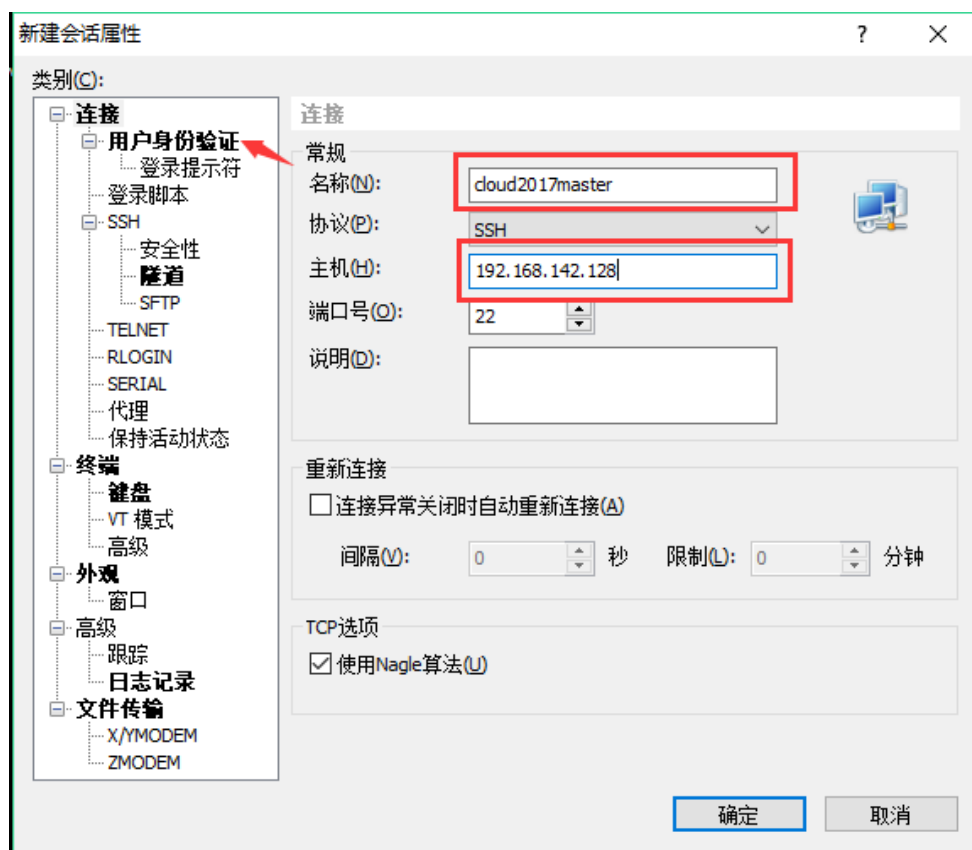 新建会话属性
类别(C):
连接
用户身份验证
登录提示符
登录脚本
SSH
安全性
隧道
SFTP
TELNET
RLOGIN
SERIAL
代理
保持活动状态
终端
键盘
VT 模式
高级
外观
窗口
高级
跟踪
日志记录
文件传输
X/YMODEM
ZMODEM
连接
常规
名称(N): cloud2017master
协议(P): SSH
主机(H): 192.168.142.128
端口号(O): 22
说明(D):
重新连接
连接异常关闭时自动重新连接(A)
间隔(V): 0 秒 限制(L): 0 分钟
TCP选项
使用Nagle算法(U)
确定 取消